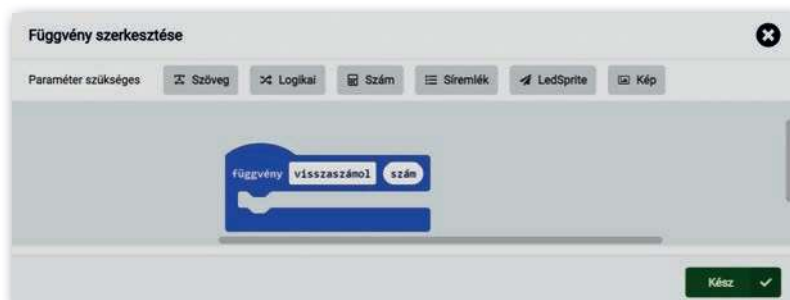 Függvény szerkesztése
Paraméter szükséges Szöveg Logikai Szám Síremlék LedSprite Kép
függvény visszaszámol szám
Kész